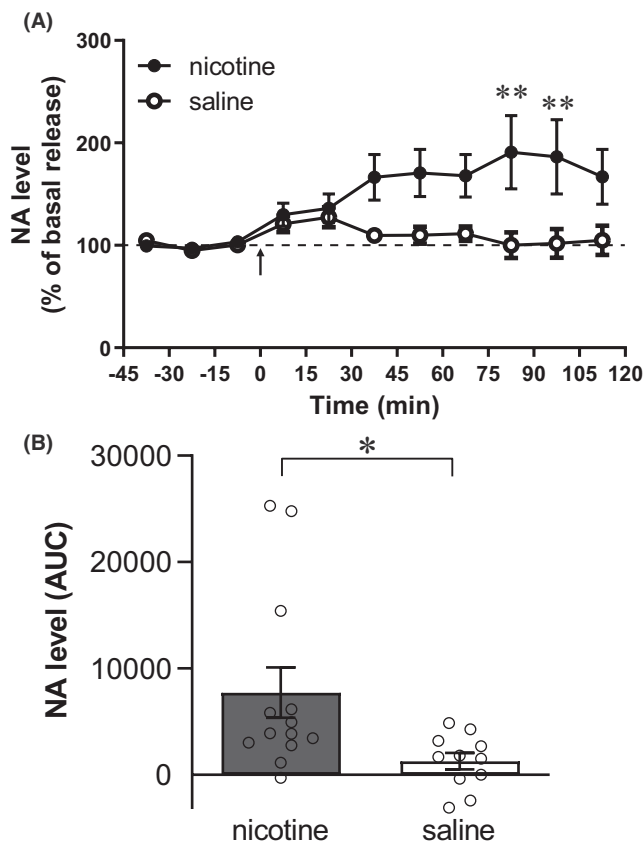 (A)
300
nicotine
saline
** **
200
100
0
NA level
(% of basal release)
-45 -30 -15 0 15 30 45 60 75 90 105 120
Time (min)
(B)
*
30000
20000
10000
0
NA level (AUC)
nicotine saline